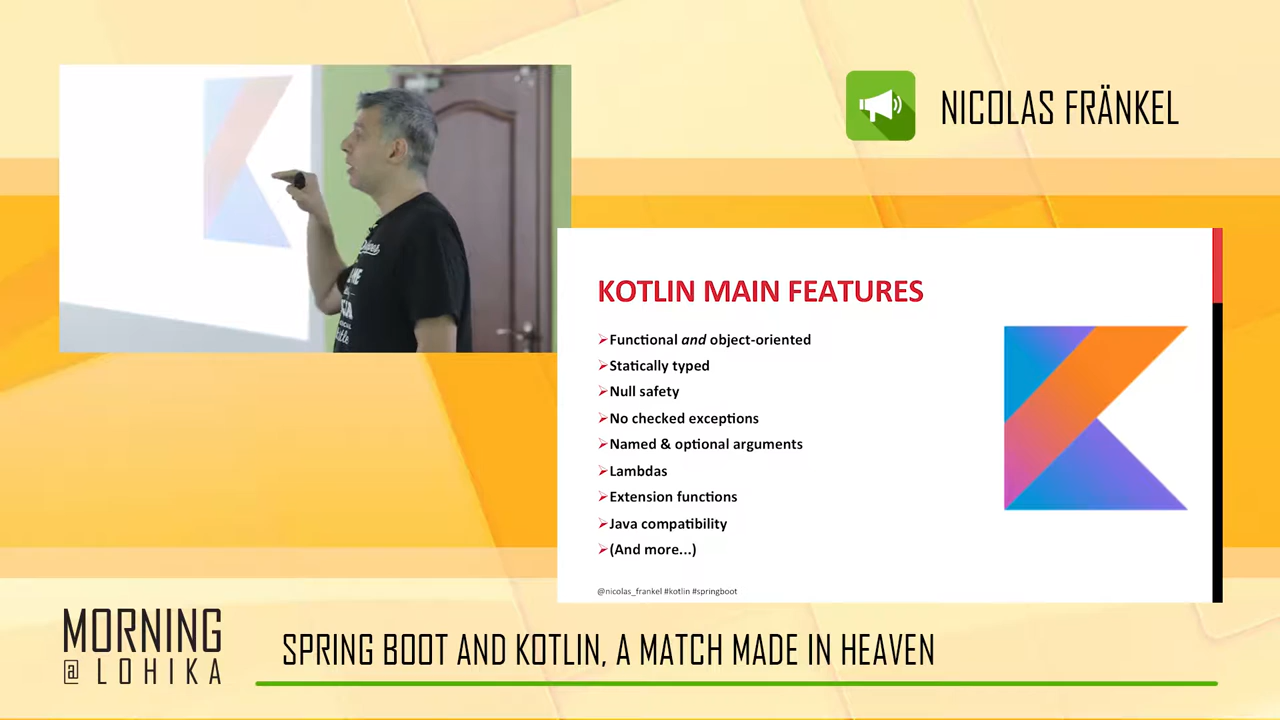 NICOLAS FRÄNKEL
KOTLIN MAIN FEATURES
➢Functional and object-oriented
➢Statically typed
➢Null safety
➢No checked exceptions
➢Named & optional arguments
➢Lambdas
➢Extension functions
➢Java compatibility
➢(And more...)
@nicolas_frankel #kotlin #springboot
MORNING
@ LOHIKA
SPRING BOOT AND KOTLIN, A MATCH MADE IN HEAVEN